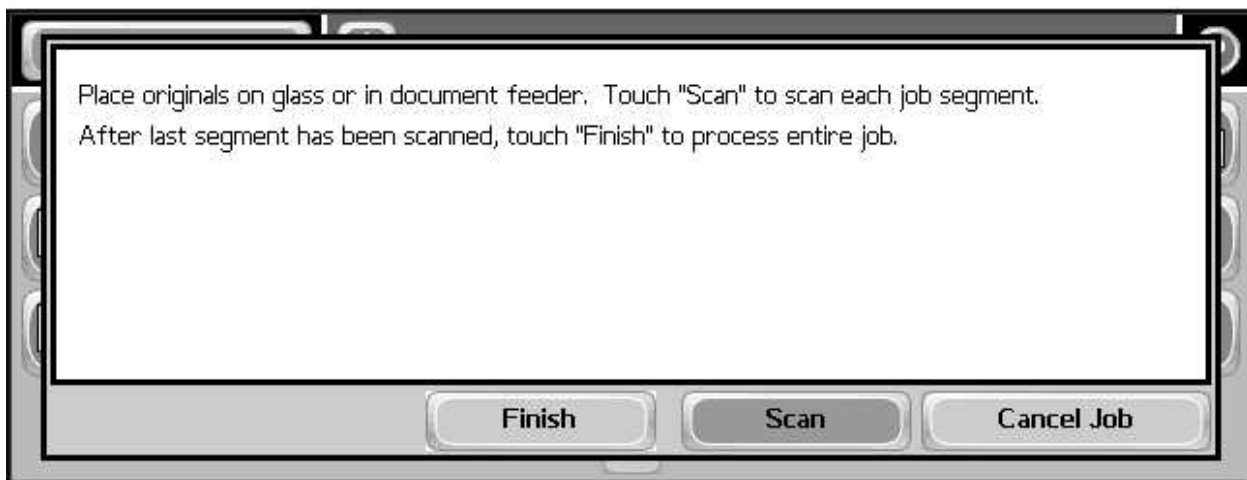 Place originals on glass or in document feeder.  Touch "Scan" to scan each job segment.
After last segment has been scanned, touch "Finish" to process entire job.
Finish
Scan
Cancel Job